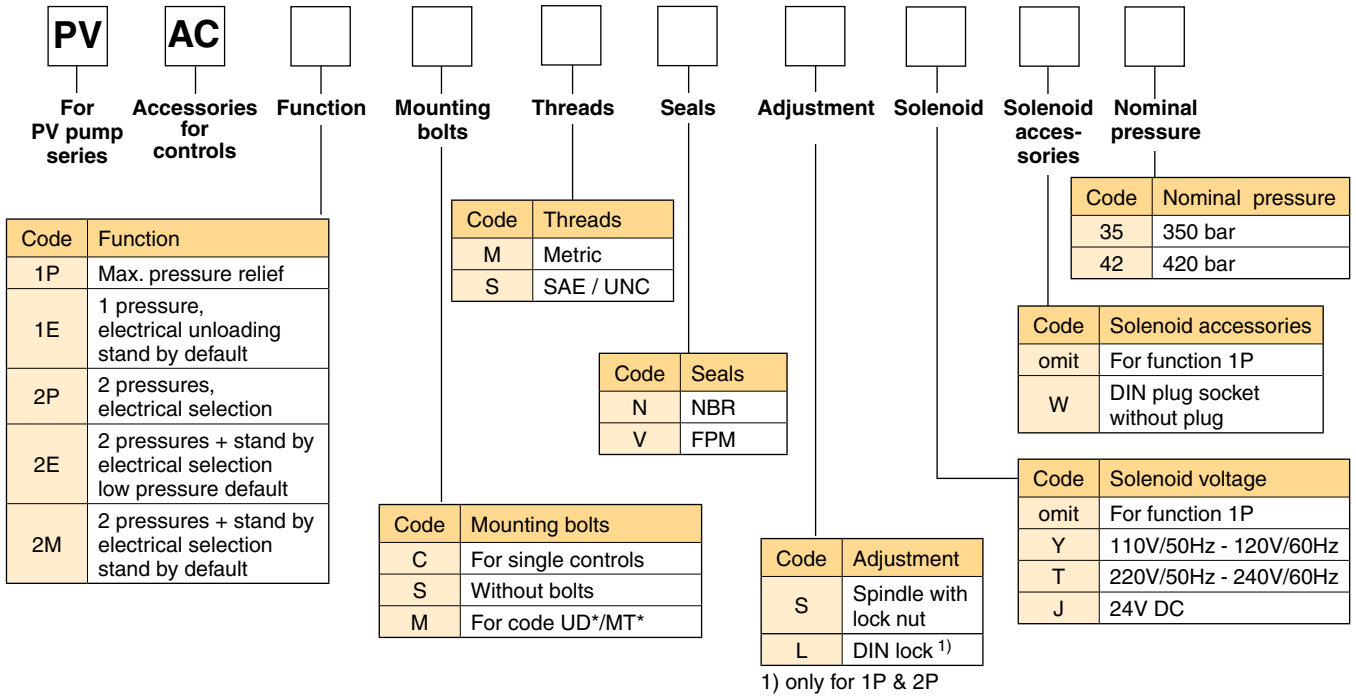 PV AC
For
PV pump
series
Accessories
for
controls
Function
Mounting
bolts
Threads
Seals
Adjustment
Solenoid
Solenoid
acces-
sories
Nominal
pressure
Code Function
1P Max. pressure relief
1E 1 pressure,
electrical unloading
stand by default
2P 2 pressures,
electrical selection
2E 2 pressures + stand by
electrical selection
low pressure default
2M 2 pressures + stand by
electrical selection
stand by default
Code Mounting bolts
C For single controls
S Without bolts
M For code UD*/MT*
Code Threads
M Metric
S SAE / UNC
Code Seals
N NBR
V FPM
Code Adjustment
S Spindle with
lock nut
L DIN lock 1)
1) only for 1P & 2P
Code Solenoid voltage
omit For function 1P
Y 110V/50Hz - 120V/60Hz
T 220V/50Hz - 240V/60Hz
J 24V DC
Code Solenoid accessories
omit For function 1P
W DIN plug socket
without plug
Code Nominal pressure
35 350 bar
42 420 bar